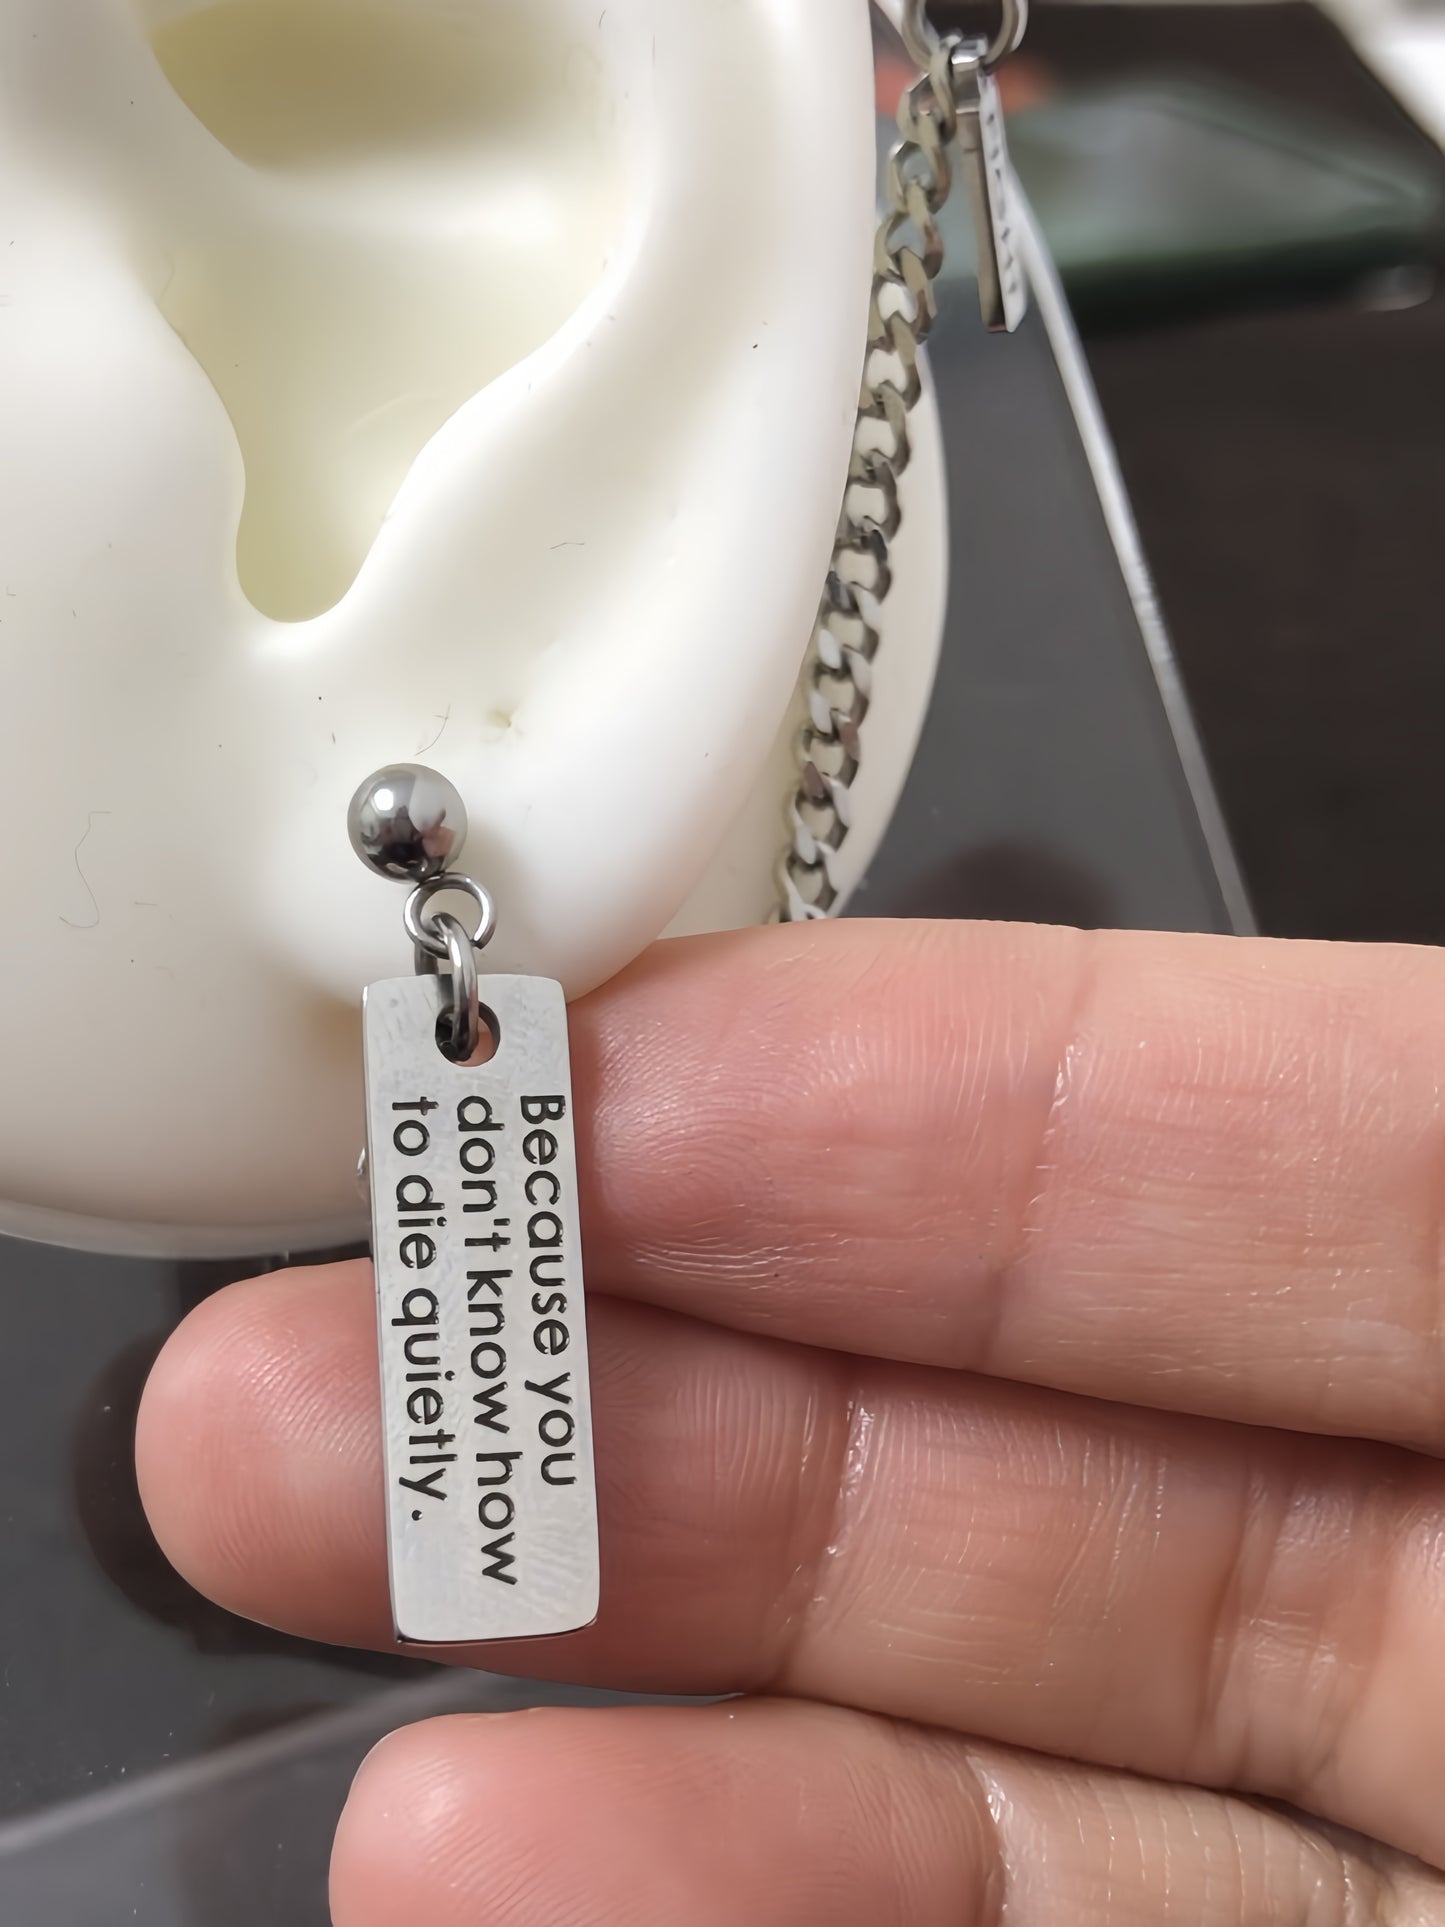 Because you
don't know how
to die quietly.